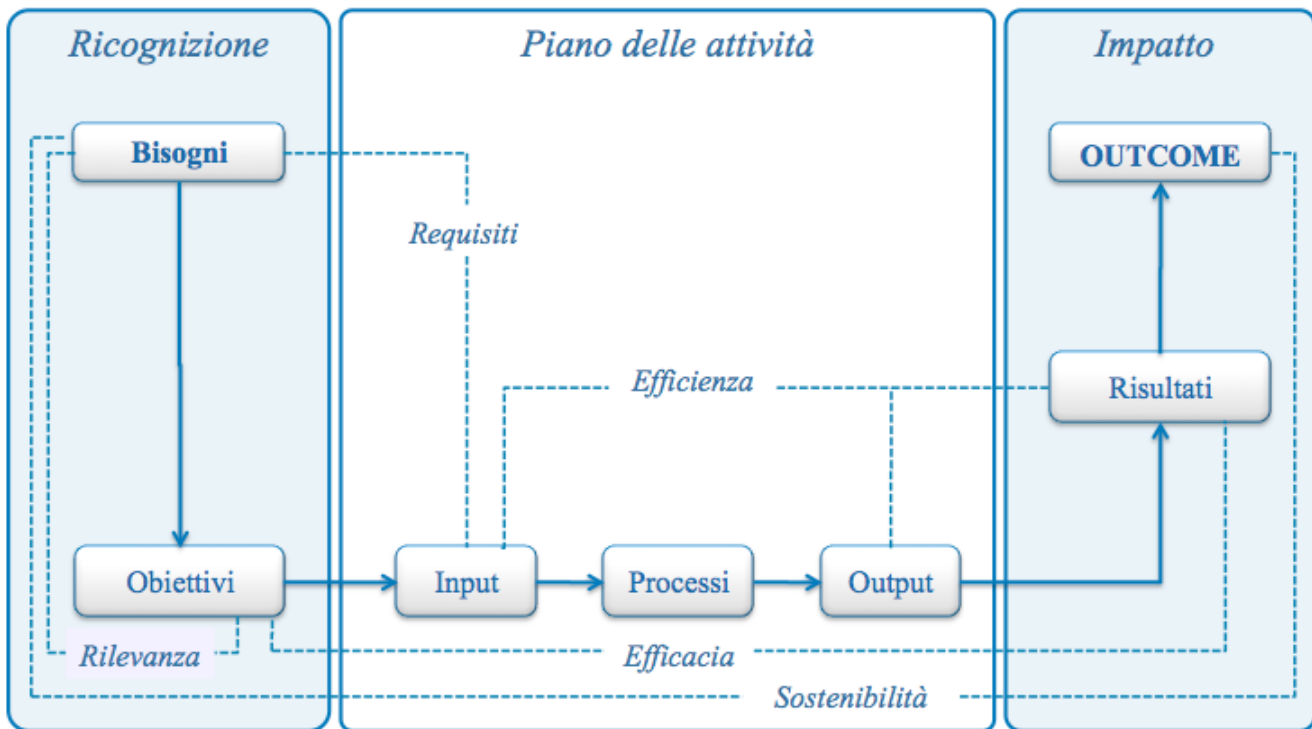 Ricognizione
Piano delle attività
Impatto
Bisogni
OUTCOME
Requisiti
Efficienza
Risultati
Obiettivi
Input
Processi
Output
Rilevanza
Efficacia
Sostenibilità